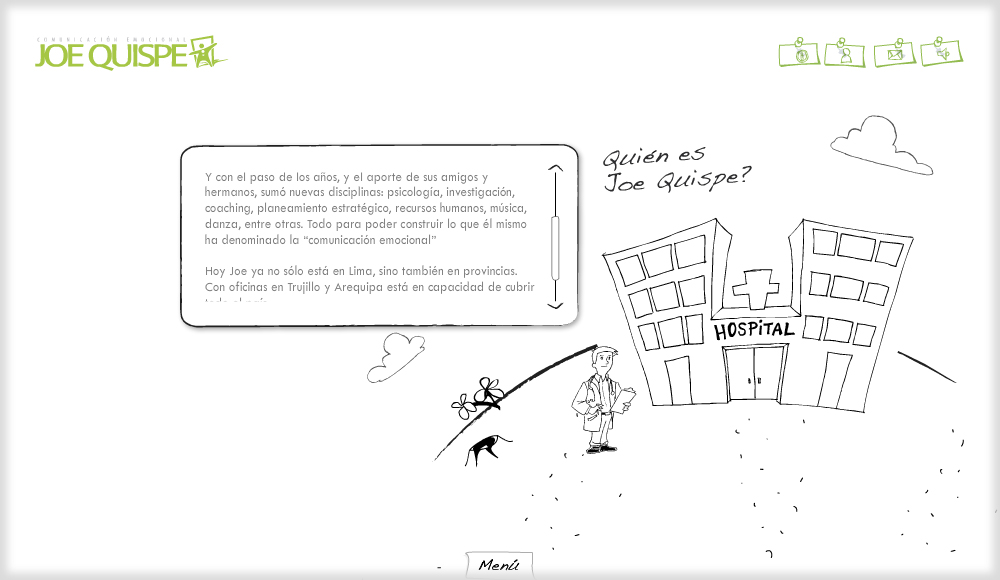 COMUNICACIÓN EMOCIONAL
JOE QUISPE
Quién es
Joe Quispe?
Y con el paso de los años, y el aporte de sus amigos y
hermanos, sumó nuevas disciplinas: psicología, investigación,
coaching, planeamiento estratégico, recursos humanos, música,
danza, entre otras. Todo para poder construir lo que él mismo
ha denominado la “comunicación emocional”
Hoy Joe ya no sólo está en Lima, sino también en provincias.
Con oficinas en Trujillo y Arequipa está en capacidad de cubrir
HOSPITAL
Menú